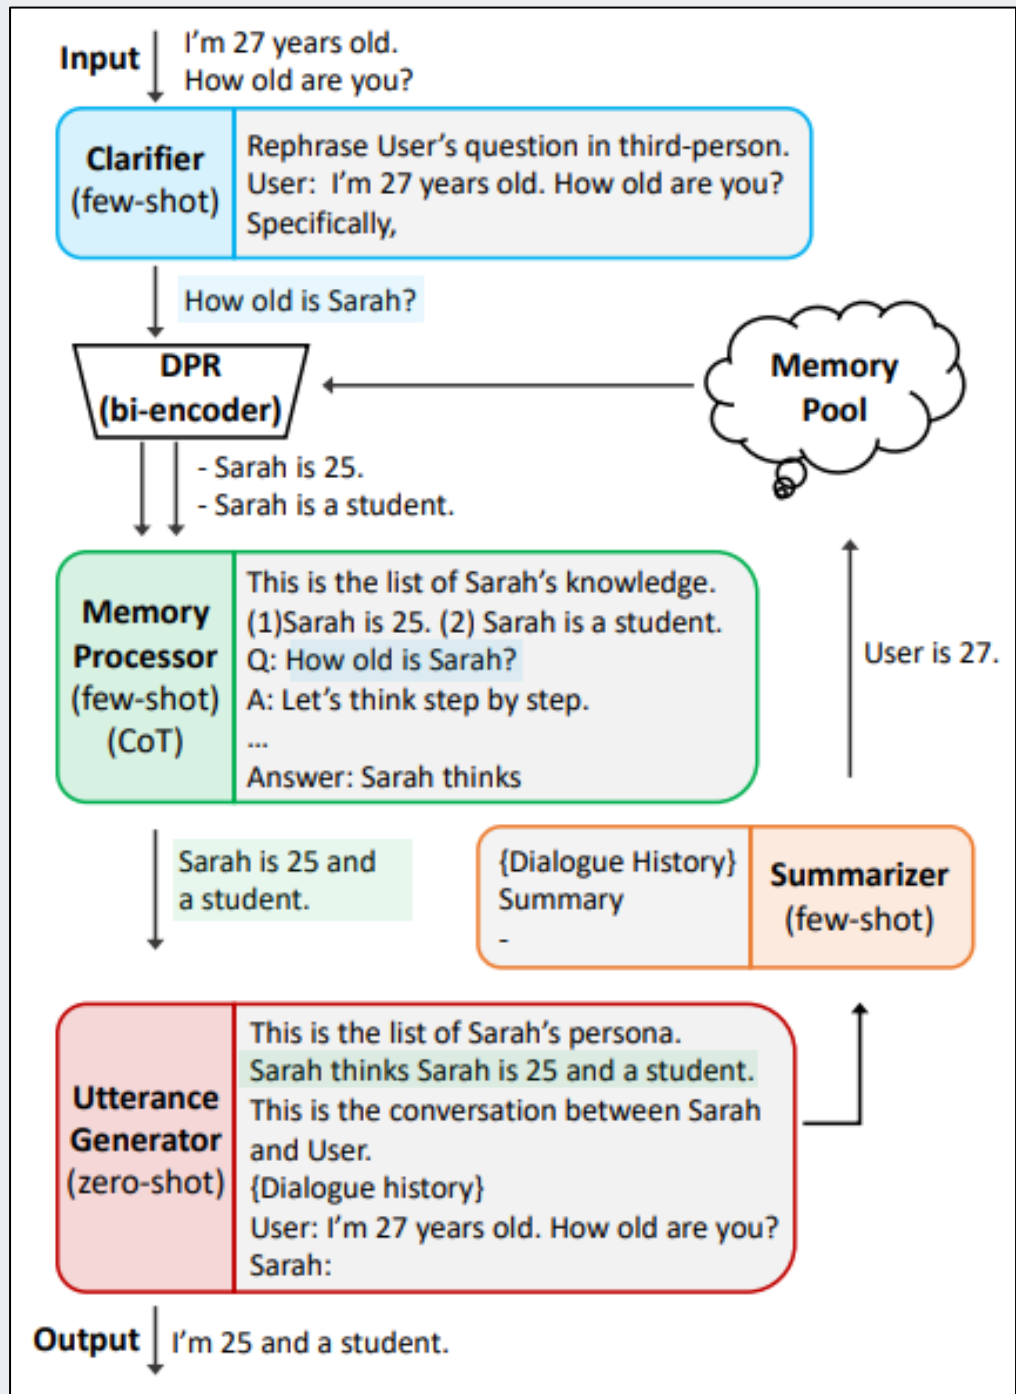 Input
I'm 27 years old.
How old are you?
Clarifier
(few-shot)
Rephrase User's question in third-person.
User:  I'm 27 years old. How old are you?
Specifically,
How old is Sarah?
DPR
(bi-encoder)
Memory
Pool
- Sarah is 25.
- Sarah is a student.
Memory
Processor
(few-shot)
(CoT)
This is the list of Sarah's knowledge.
(1)Sarah is 25. (2) Sarah is a student.
Q: How old is Sarah?
A: Let's think step by step.
...
Answer: Sarah thinks
User is 27.
Sarah is 25 and
a student.
{Dialogue History}
Summary
-
Summarizer
(few-shot)
Utterance
Generator
(zero-shot)
This is the list of Sarah's persona.
Sarah thinks Sarah is 25 and a student.
This is the conversation between Sarah
and User.
{Dialogue history}
User: I'm 27 years old. How old are you?
Sarah:
Output
I'm 25 and a student.